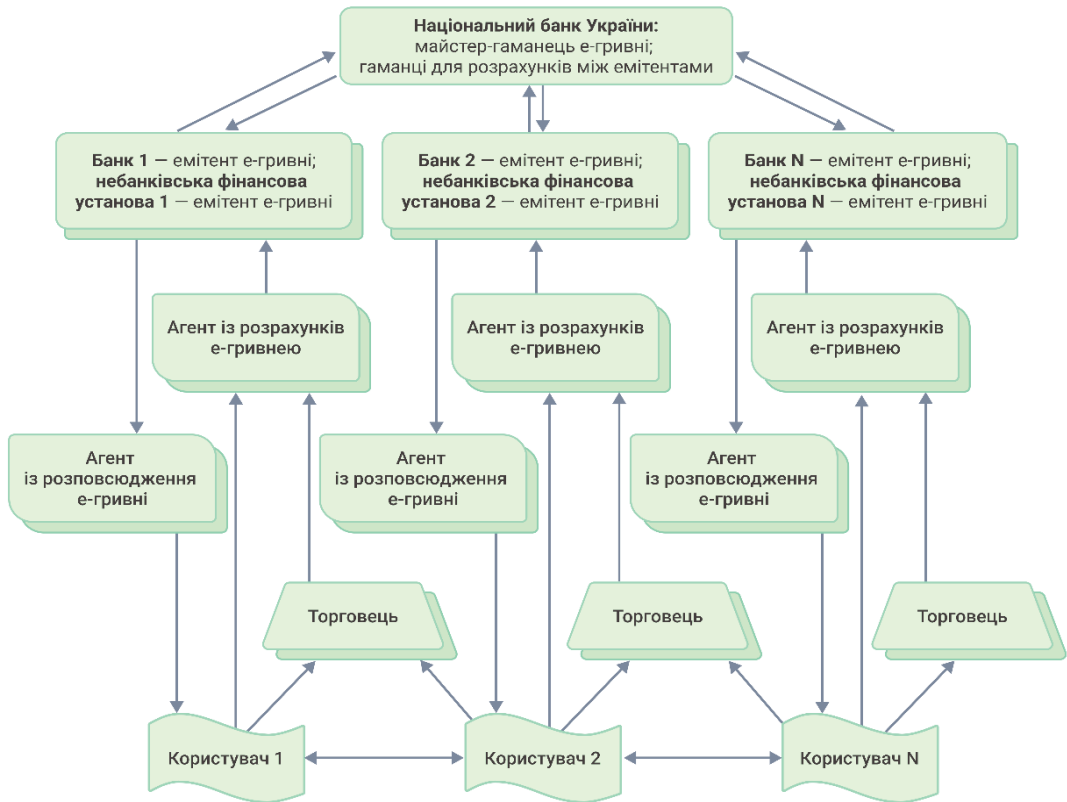 Національний банк України:
майстер-гаманець е-гривні;
гаманці для розрахунків між емітентами
Банк 1 — емітент е-гривні;
небанківська фінансова
установа 1 — емітент е-гривні
Банк 2 — емітент е-гривні;
небанківська фінансова
установа 2 — емітент е-гривні
Банк N — емітент е-гривні;
небанківська фінансова
установа N — емітент е-гривні
Агент із розрахунків
е-гривнею
Агент із розрахунків
е-гривнею
Агент із розрахунків
е-гривнею
Агент
із розповсюдження
е-гривні
Агент
із розповсюдження
е-гривні
Агент
із розповсюдження
е-гривні
Торговець
Торговець
Торговець
Користувач 1
Користувач 2
Користувач N